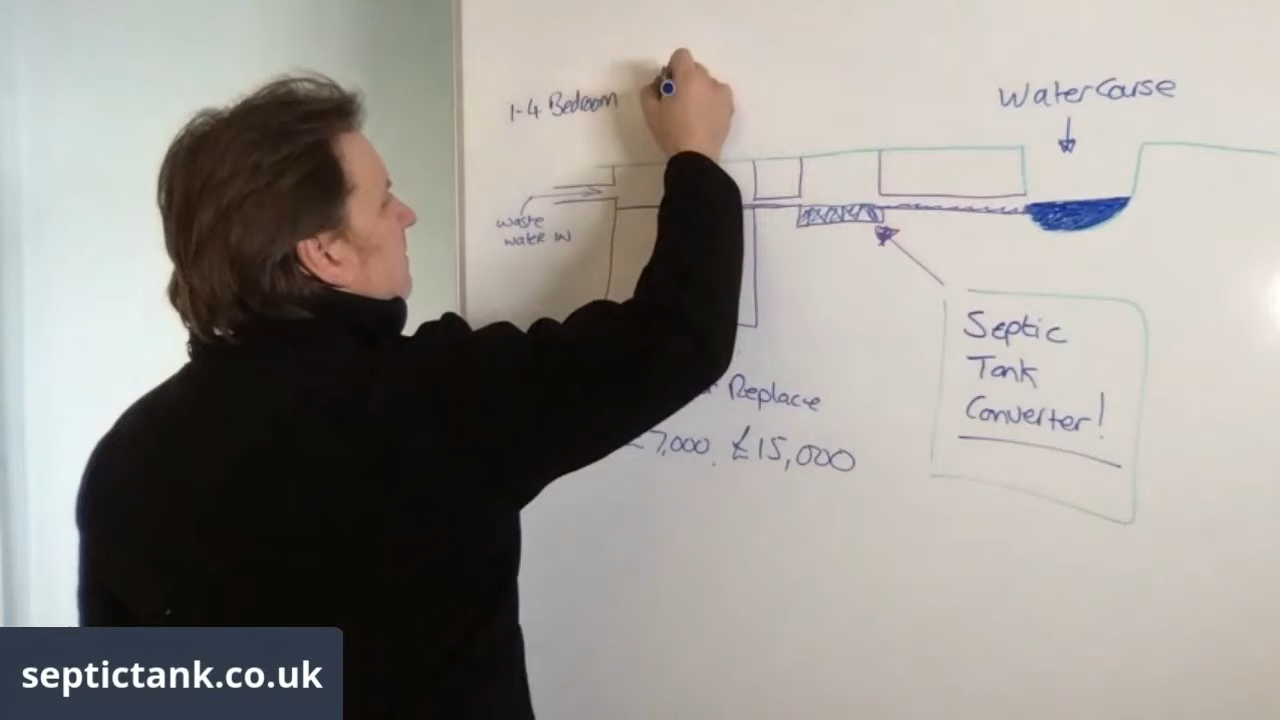 1-4 Bedroom
WaterCourse
Waste
water IN
Septic
Tank
Converter!
Replace
£7,000. £15,000
septictank.co.uk